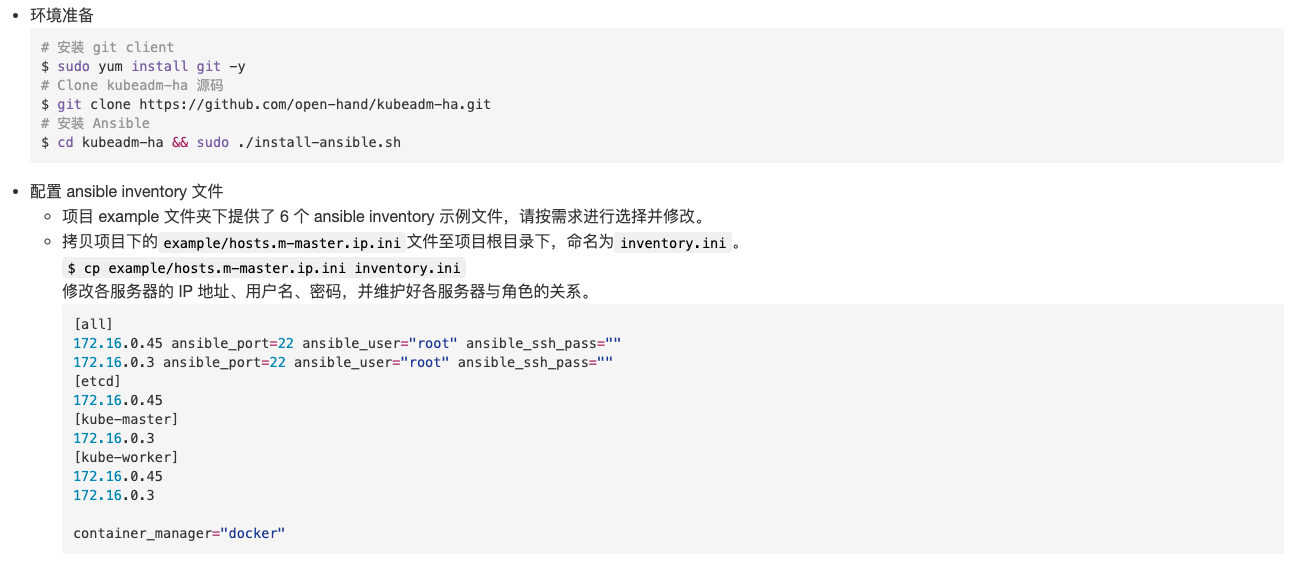 环境准备
# 安装 git client
$ sudo yum install git -y
# Clone kubeadm-ha 源码
$ git clone https://github.com/open-hand/kubeadm-ha.git
# 安装 Ansible
$ cd kubeadm-ha && sudo ./install-ansible.sh
配置 ansible inventory 文件
项目 example 文件夹下提供了 6 个 ansible inventory 示例文件，请按需求进行选择并修改。
拷贝项目下的 example/hosts.m-master.ip.ini 文件至项目根目录下，命名为 inventory.ini 。
$ cp example/hosts.m-master.ip.ini inventory.ini
修改各服务器的 IP 地址、用户名、密码，并维护好各服务器与角色的关系。
[all]
172.16.0.45 ansible_port=22 ansible_user="root" ansible_ssh_pass=""
172.16.0.3 ansible_port=22 ansible_user="root" ansible_ssh_pass=""
[etcd]
172.16.0.45
[kube-master]
172.16.0.3
[kube-worker]
172.16.0.45
172.16.0.3
container_manager="docker"